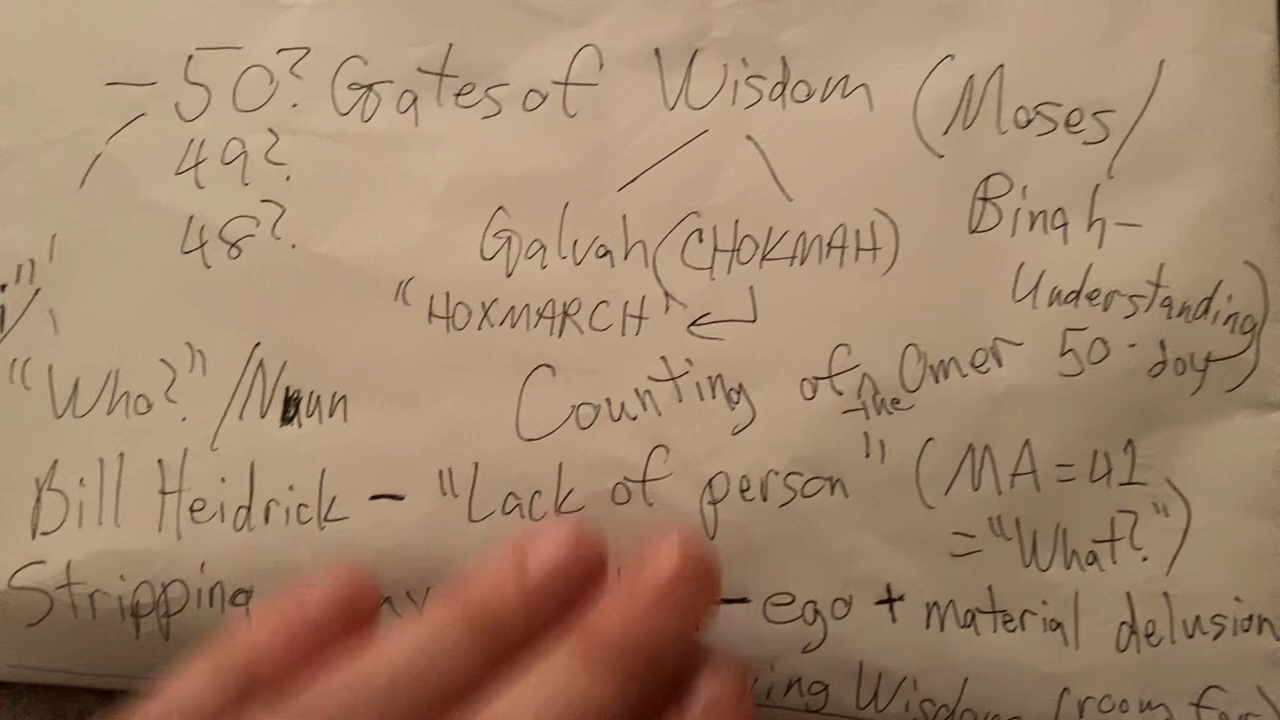 - 50? Gates of Wisdom (Moses/
49?
48?
Binah-
Understanding)
Galvah (CHOKMAH)
"HOXMARCH"
"Who?"/Nuun
Counting of the Omer 50-day)
Bill Heidrick - "Lack of person" (MA = 41
= "What?")
Stripping - ego + material delusion
Wisdom (room for)